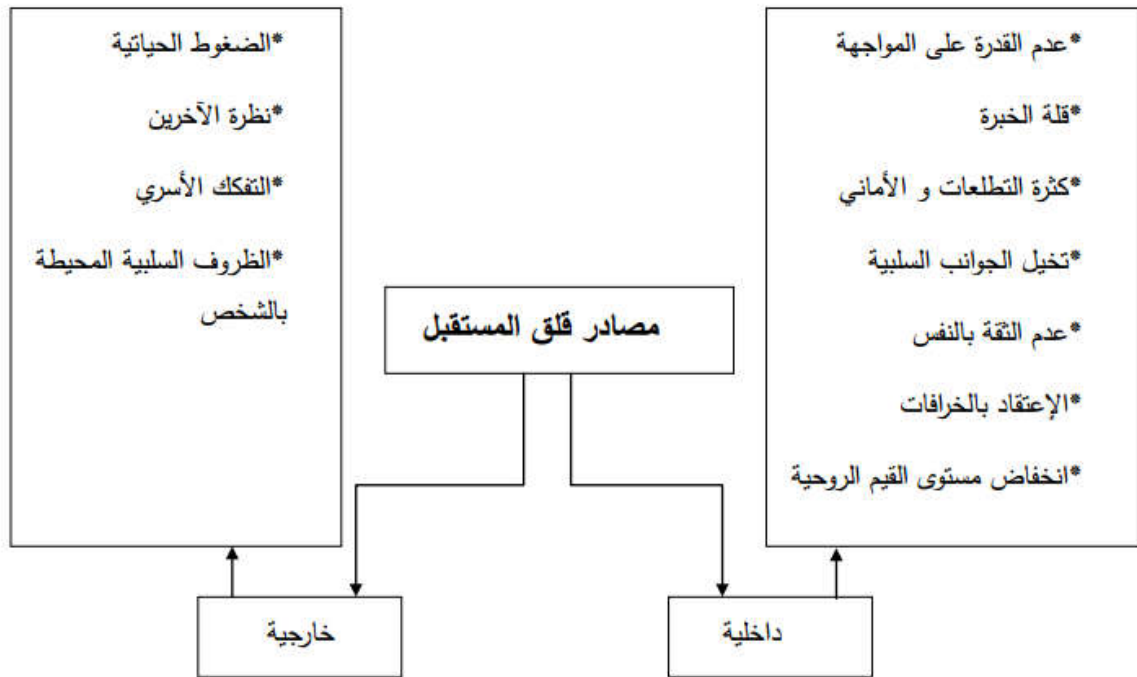 *عدم القدرة على المواجهة
*قلة الخبرة
*كثرة التطلعات و الأماني
*تخيل الجوانب السلبية
*عدم الثقة بالنفس
*الإعتقاد بالخرافات
*انخفاض مستوى القيم الروحية
*الضغوط الحياتية
*نظرة الآخرين
*التفكك الأسري
*الظروف السلبية المحيطة
بالشخص
مصادر قلق المستقبل
داخلية
خارجية